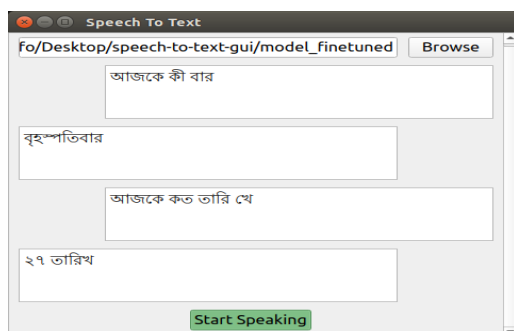 Speech To Text
fo/Desktop/speech-to-text-gui/model_finetuned Browse
আজকে কী বার
বৃহস্পতিবার
আজকে কত তারি খে
২৭ তারিখ
Start Speaking